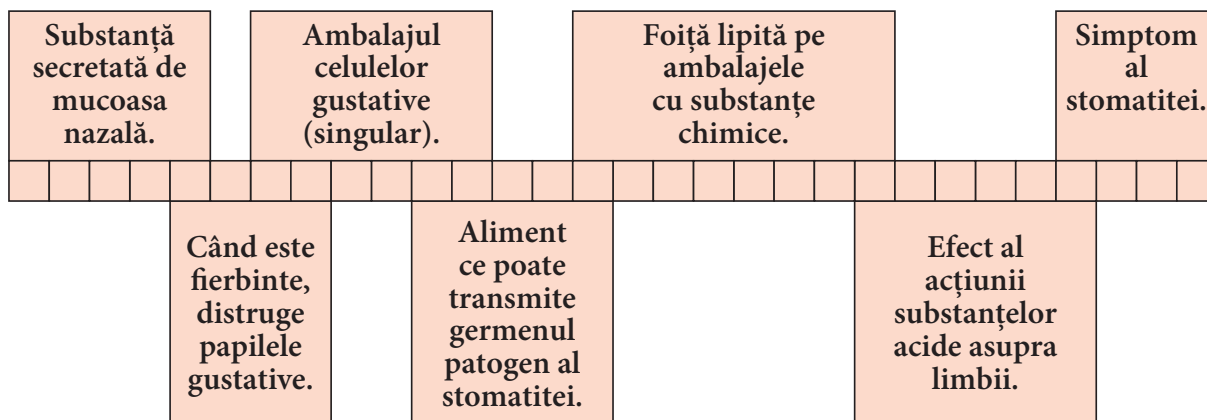 Substanță
secretată de
mucoasa
nazală.
Ambalajul
celulelor
gustative
(singular).
Foiță lipită pe
ambalajele
cu substanțe
chimice.
Simptom
al
stomatitei.
Când este
fierbinte,
distruge
papilele
gustative.
Aliment
ce poate
transmite
germenul
patogen al
stomatitei.
Efect al
acțiunii
substanțelor
acide asupra
limbii.